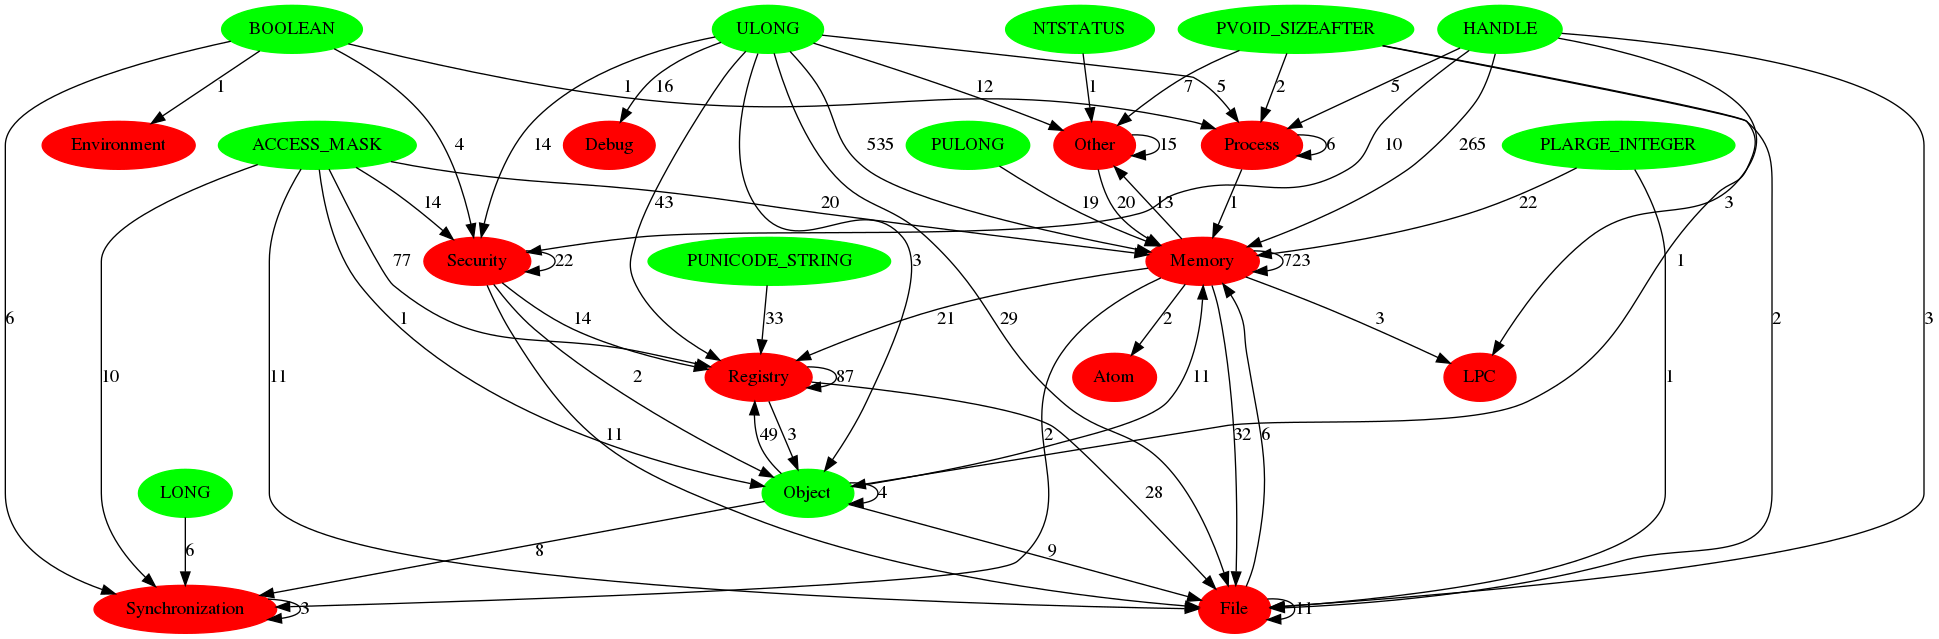 BOOLEAN ULONG NTSTATUS PVOID_SIZEAFTER HANDLE
1 1 16 12 1 7 5 2 5
Environment ACCESS_MASK 4 14 Debug 535 PULONG Other 15 Process 6 10 265 PLARGE_INTEGER
14 43 20 19 20 13 1 22 3
77 Security 22 PUNICODE_STRING 3 Memory 723 1
6 1 14 33 21 29 2 3 2 3
10 11 2 Registry 87 11 Atom LPC 1
11 49 3 2 32 6
LONG Object 4 28
6 8 9
Synchronization 3 File 11